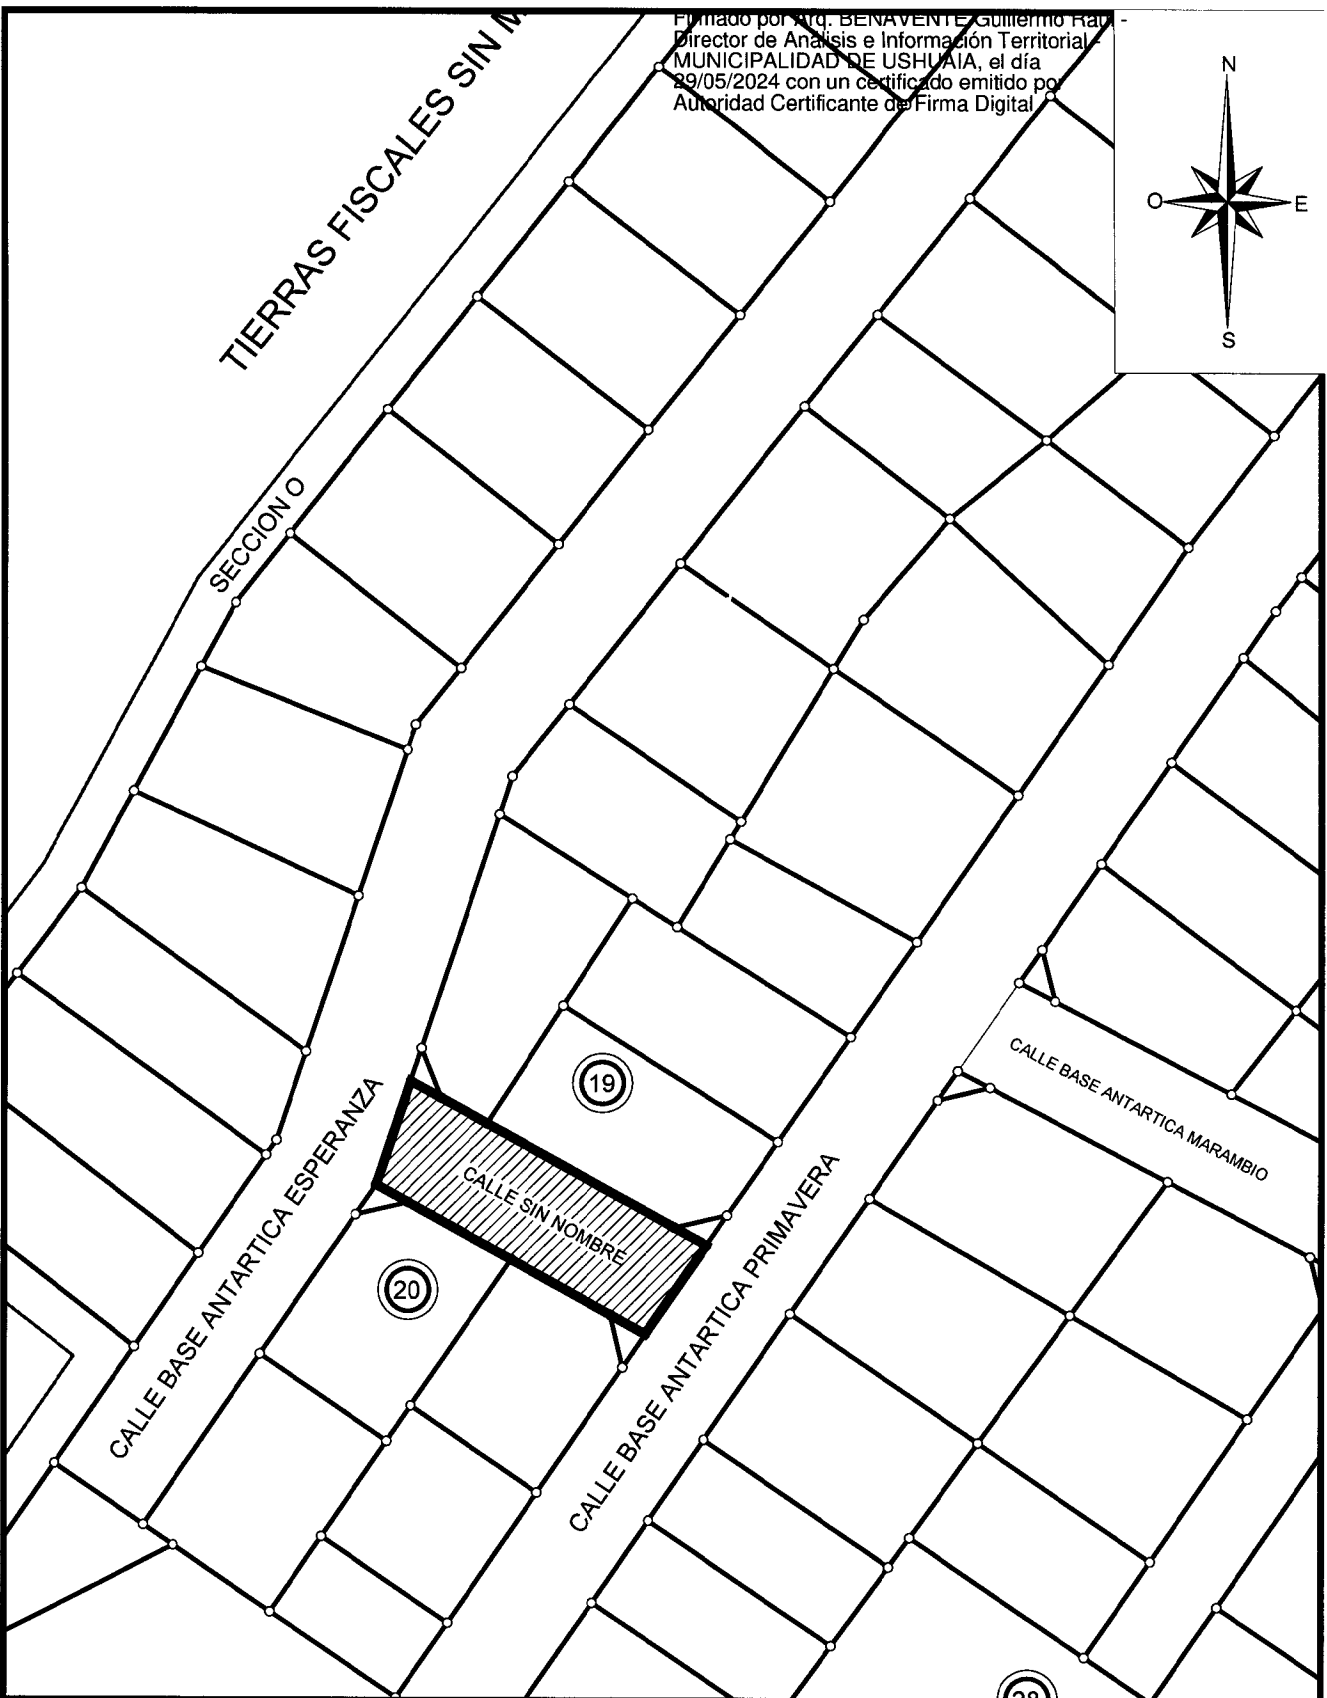 Firmado por Arq. BENAVENTE Guillermo Raul -
Director de Análisis e Información Territorial -
MUNICIPALIDAD DE USHUAIA, el día
29/05/2024 con un certificado emitido por
Autoridad Certificante de Firma Digital
N
O
E
S
TIERRAS FISCALES SIN
SECCION O
CALLE BASE ANTARTICA MARAMBIO
19
CALLE SIN NOMBRE
CALLE BASE ANTARTICA ESPERANZA
CALLE BASE ANTARTICA PRIMAVERA
20
28